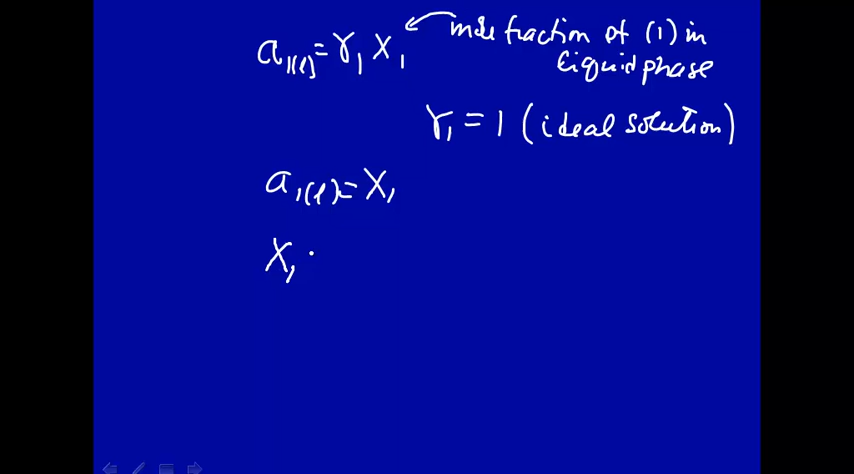 a₁₍ₗ₎ = γ₁ X₁ ← mole fraction of (1) in
liquid phase
γ₁ = 1 (ideal solution)
a₁₍ₗ₎ = X₁
X₁